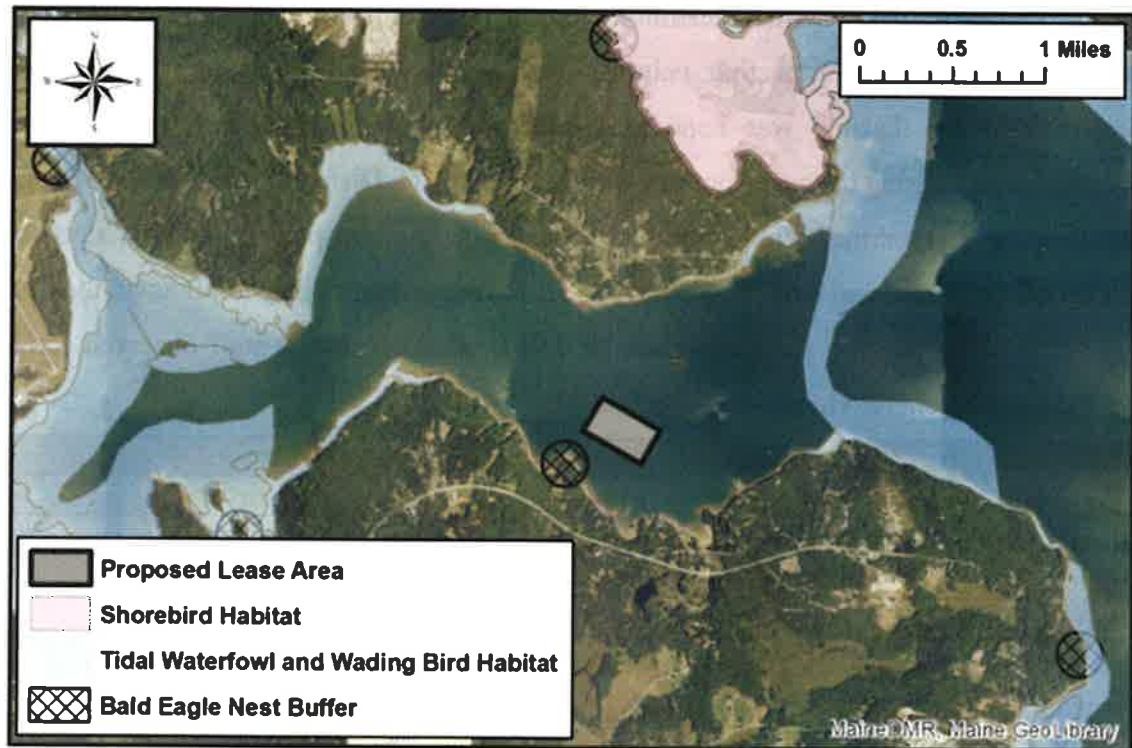 N
W E
S
0 0.5 1 Miles
Proposed Lease Area
Shorebird Habitat
Tidal Waterfowl and Wading Bird Habitat
Bald Eagle Nest Buffer
MaineDMR, Maine GeoLibrary